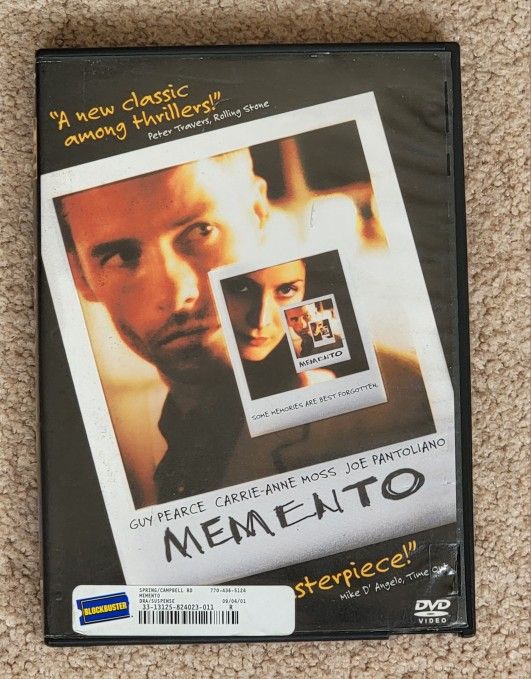 "A new classic
among thrillers!"
Peter Travers, Rolling Stone
MEMENTO
SOME MEMORIES ARE BEST FORGOTTEN.
GUY PEARCE CARRIE-ANNE MOSS JOE PANTOLIANO
MEMENTO
sterpiece!"
Mike D'Angelo, Time Out
BLOCKBUSTER
SPRING/CAMPBELL RD 770-436-5124
MEMENTO
DRA/SUSPENSE 09/04/01
33-13125-824023-011 R
DVD
VIDEO